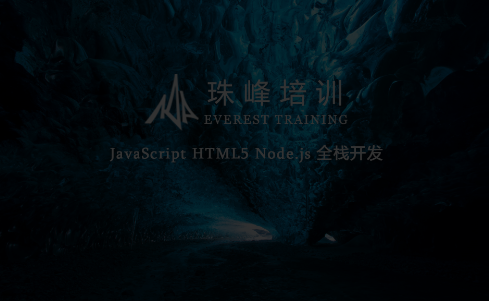 珠峰培训
EVEREST TRAINING
JavaScript HTML5 Node.js 全栈开发